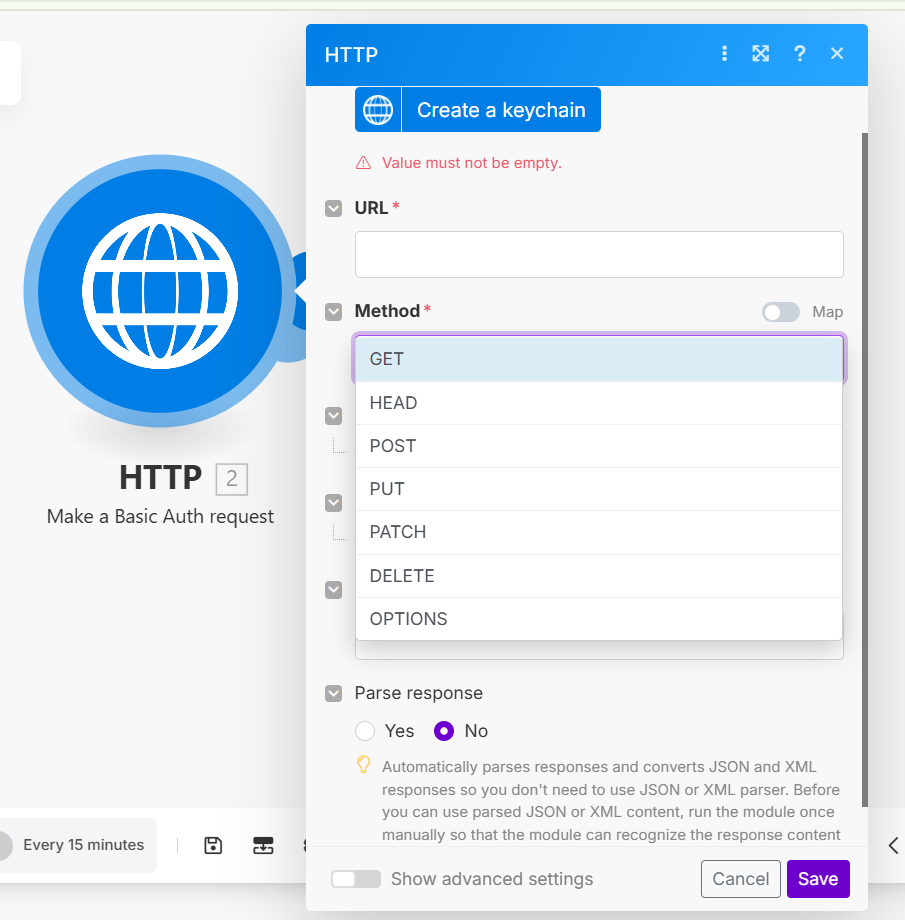 HTTP
Create a keychain
Value must not be empty.
URL *
Method *
Map
GET
HEAD
POST
PUT
PATCH
DELETE
OPTIONS
HTTP 2
Make a Basic Auth request
Parse response
Yes
No
Automatically parses responses and converts JSON and XML
responses so you don't need to use JSON or XML parser. Before
you can use parsed JSON or XML content, run the module once
manually so that the module can recognize the response content
Every 15 minutes
Show advanced settings
Cancel
Save